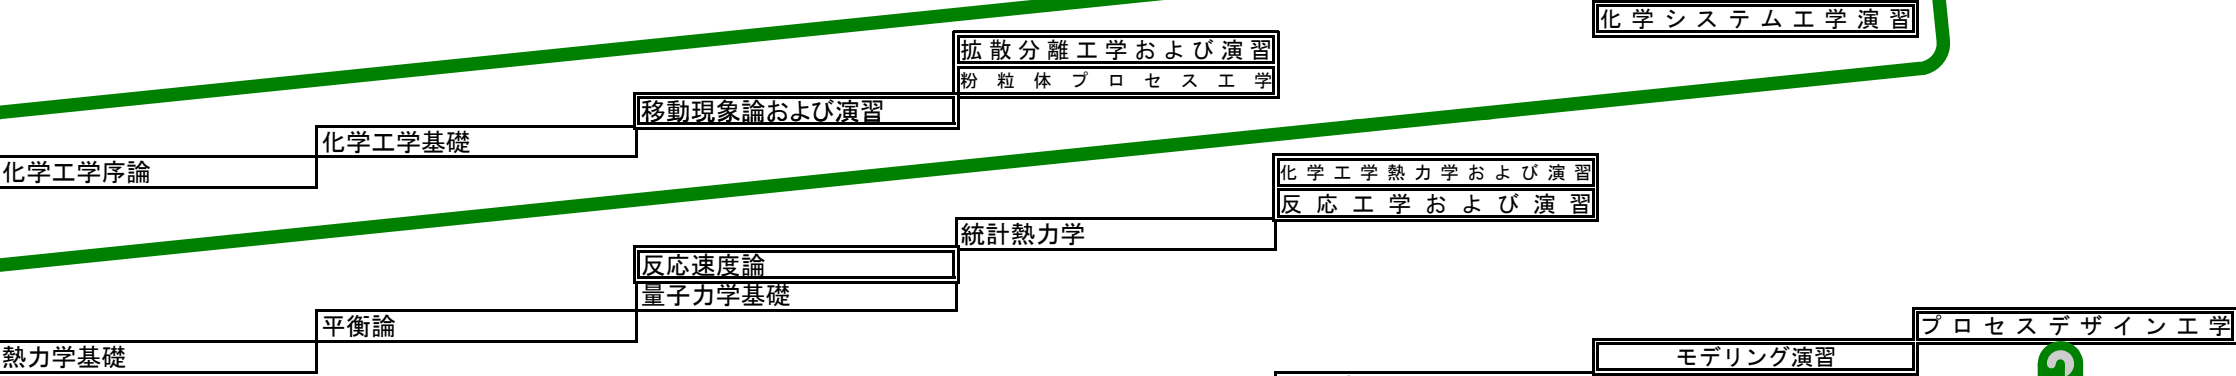 化学システム工学演習
拡散分離工学および演習
粉粒体プロセス工学
移動現象論および演習
化学工学基礎
化学工学序論
化学工学熱力学および演習
反応工学および演習
統計熱力学
反応速度論
量子力学基礎
平衡論
プロセスデザイン工学
熱力学基礎
モデリング演習